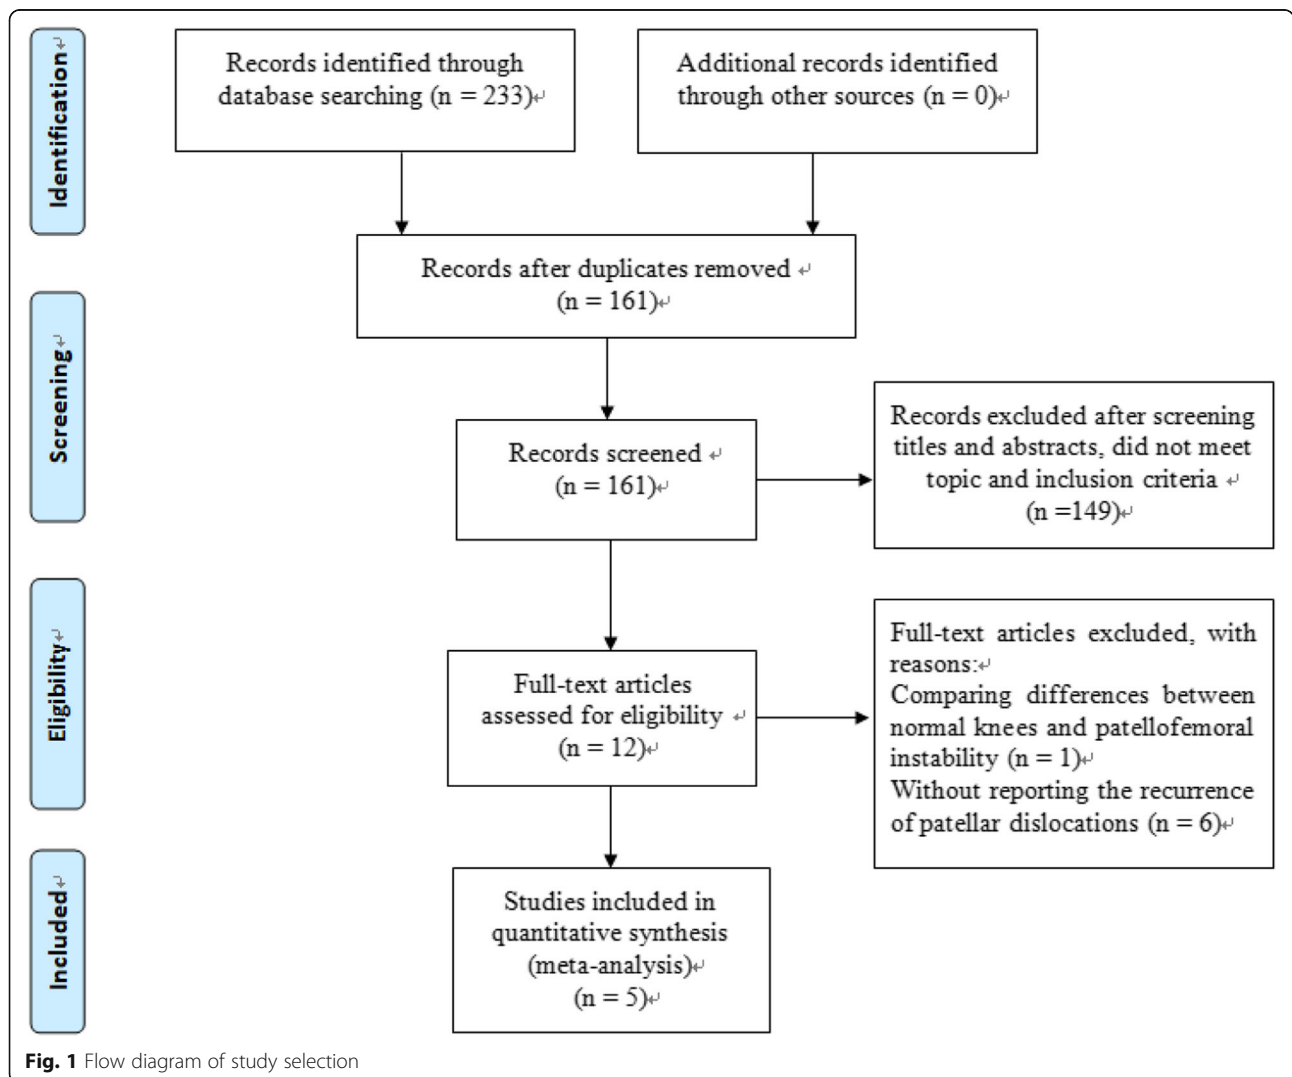 Identification↵
Records identified through
database searching (n = 233)↵
Additional records identified
through other sources (n = 0)↵
Records after duplicates removed ↵
(n = 161)↵
Screening↵
Records screened ↵
(n = 161)↵
Records excluded after screening
titles and abstracts, did not meet
topic and inclusion criteria ↵
(n =149)↵
Eligibility↵
Full-text articles
assessed for eligibility ↵
(n = 12)↵
Full-text articles excluded, with
reasons:↵
Comparing differences between
normal knees and patellofemoral
instability (n = 1)↵
Without reporting the recurrence
of patellar dislocations (n = 6)↵
Included↵
Studies included in
quantitative synthesis
(meta-analysis)↵
(n = 5)↵
Fig. 1 Flow diagram of study selection